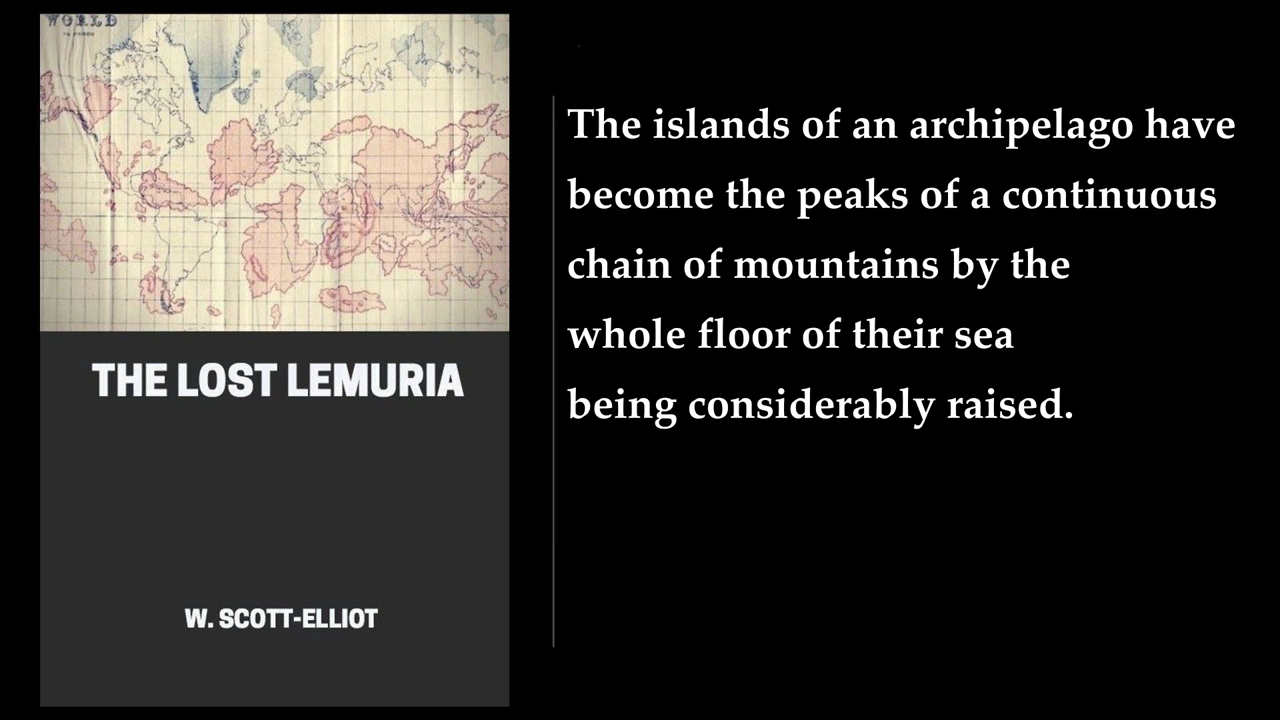 WORLD
THE LOST LEMURIA
W. SCOTT-ELLIOT
The islands of an archipelago have
become the peaks of a continuous
chain of mountains by the
whole floor of their sea
being considerably raised.